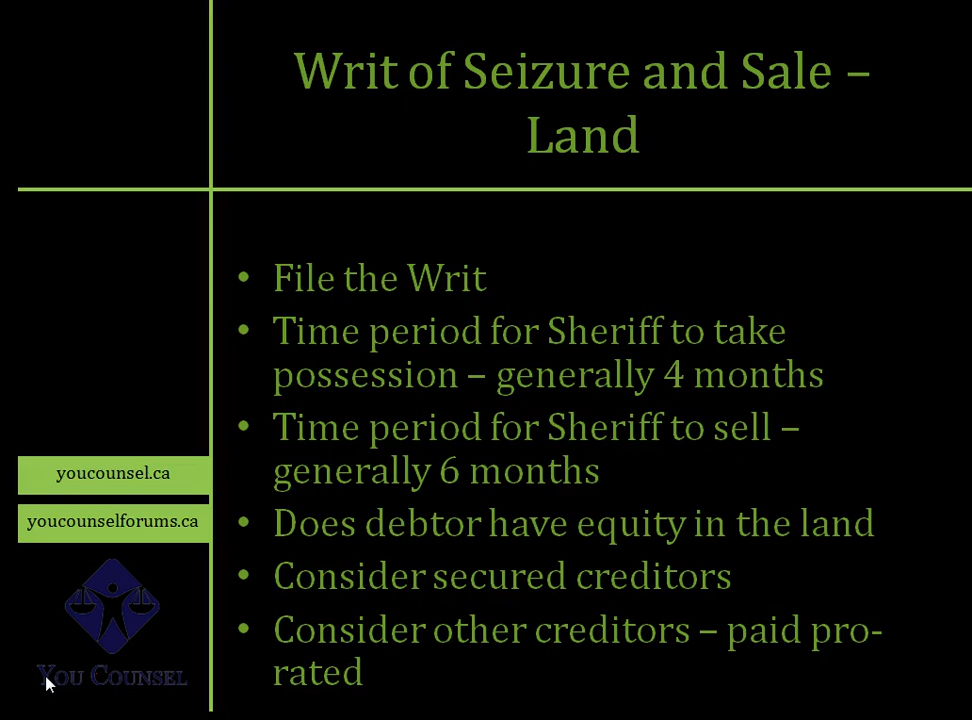 Writ of Seizure and Sale –
Land
• File the Writ
• Time period for Sheriff to take
possession – generally 4 months
• Time period for Sheriff to sell –
generally 6 months
• Does debtor have equity in the land
• Consider secured creditors
• Consider other creditors – paid pro-
rated
youcounsel.ca
youcounselforums.ca
YOU COUNSEL